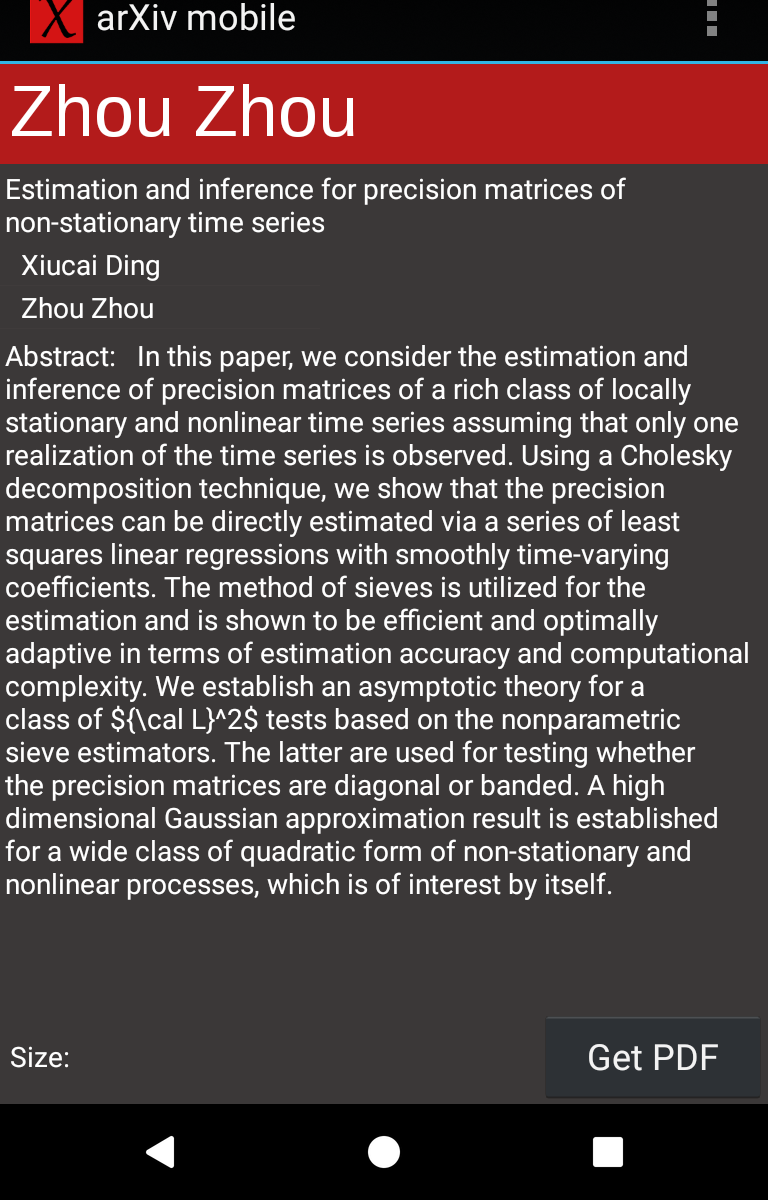 X arXiv mobile
Zhou Zhou
Estimation and inference for precision matrices of
non-stationary time series
Xiucai Ding
Zhou Zhou
Abstract: In this paper, we consider the estimation and
inference of precision matrices of a rich class of locally
stationary and nonlinear time series assuming that only one
realization of the time series is observed. Using a Cholesky
decomposition technique, we show that the precision
matrices can be directly estimated via a series of least
squares linear regressions with smoothly time-varying
coefficients. The method of sieves is utilized for the
estimation and is shown to be efficient and optimally
adaptive in terms of estimation accuracy and computational
complexity. We establish an asymptotic theory for a
class of ${\cal L}^2$ tests based on the nonparametric
sieve estimators. The latter are used for testing whether
the precision matrices are diagonal or banded. A high
dimensional Gaussian approximation result is established
for a wide class of quadratic form of non-stationary and
nonlinear processes, which is of interest by itself.
Size:
Get PDF